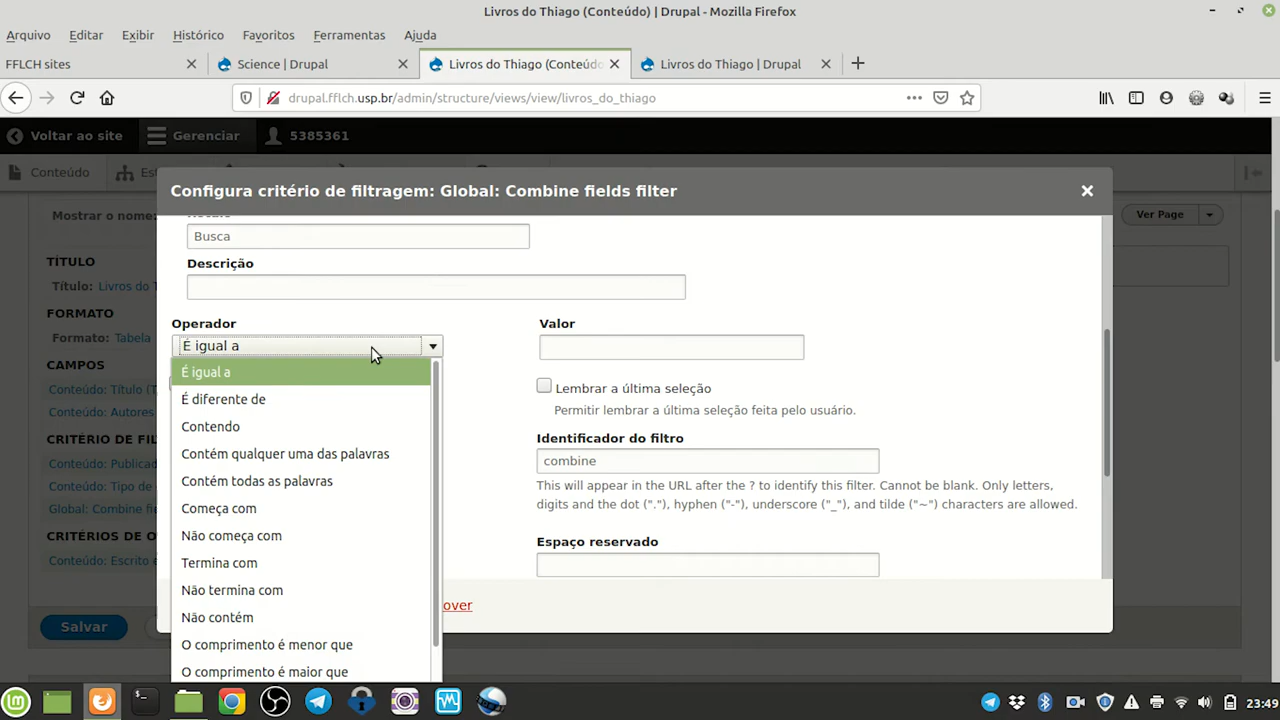 Livros do Thiago (Conteúdo) | Drupal - Mozilla Firefox
Arquivo Editar Exibir Histórico Favoritos Ferramentas Ajuda
FFLCH sites
Science | Drupal
Livros do Thiago (Conteúdo
Livros do Thiago | Drupal
drupal.fflch.usp.br/admin/structure/views/view/livros_do_thiago
Voltar ao site
Gerenciar
5385361
Conteúdo
Configura critério de filtragem: Global: Combine fields filter
Mostrar o nome
Ver Page
TÍTULO
Título: Livros do
FORMATO
Formato: Tabela
CAMPOS
Conteúdo: Título (T
Conteúdo: Autores
CRITÉRIO DE FIL
Conteúdo: Publicad
Conteúdo: Tipo de
Global: Combine fie
CRITÉRIOS DE O
Conteúdo: Escrito e
Salvar
Busca
Descrição
Operador
É igual a
É igual a
É diferente de
Contendo
Contém qualquer uma das palavras
Contém todas as palavras
Começa com
Não começa com
Termina com
Não termina com
Não contém
O comprimento é menor que
O comprimento é maior que
Valor
Lembrar a última seleção
Permitir lembrar a última seleção feita pelo usuário.
Identificador do filtro
combine
This will appear in the URL after the ? to identify this filter. Cannot be blank. Only letters,
digits and the dot ("."), hyphen ("-"), underscore ("_"), and tilde ("~") characters are allowed.
Espaço reservado
over
23:49